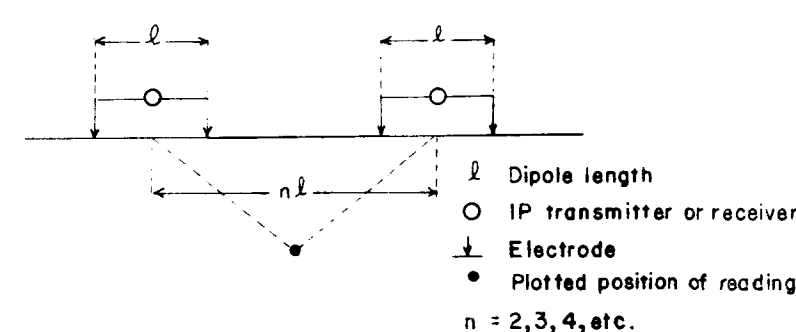 ℓ ℓ
nℓ
ℓ Dipole length
IP transmitter or receiver
Electrode
Plotted position of reading
n = 2,3,4,etc.